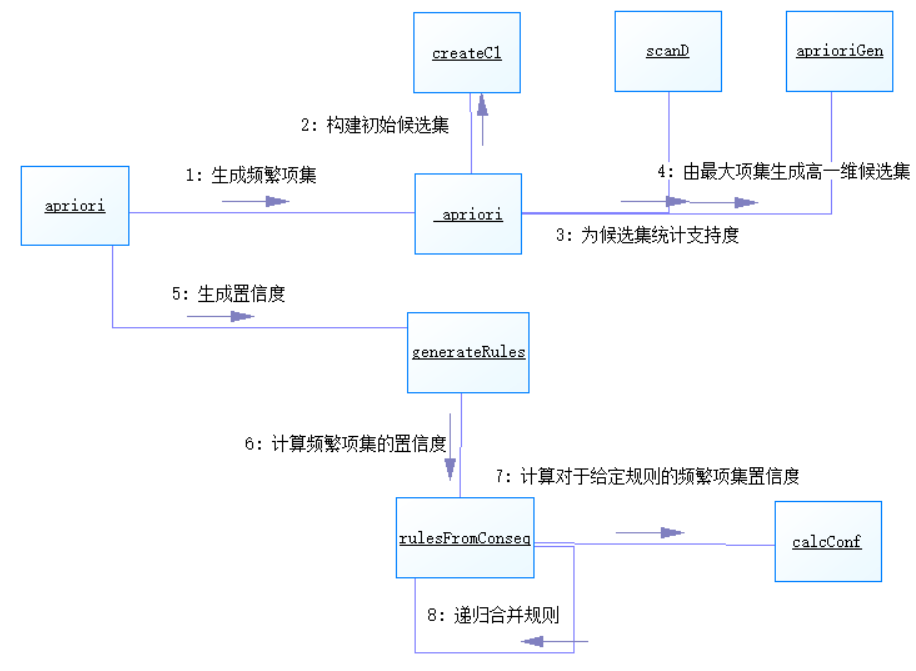 createC1
scanD
aprioriGen
2: 构建初始候选集
1: 生成频繁项集
4: 由最大项集生成高一维候选集
apriori
_apriori
3: 为候选集统计支持度
5: 生成置信度
generateRules
6: 计算频繁项集的置信度
7: 计算对于给定规则的频繁项集置信度
rulesFromConseq
calcConf
8: 递归合并规则